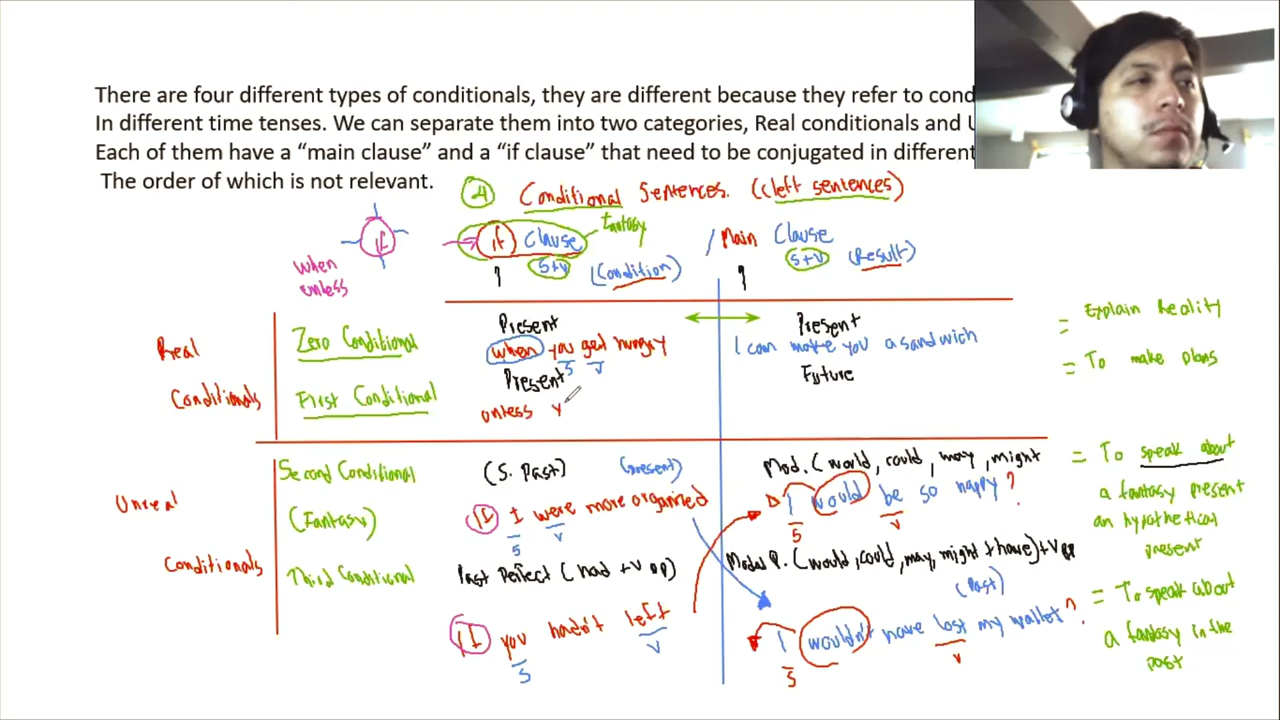 There are four different types of conditionals, they are different because they refer to cond
In different time tenses. We can separate them into two categories, Real conditionals and U
Each of them have a “main clause” and a “if clause” that need to be conjugated in different
The order of which is not relevant.
4 Conditional Sentences. (cleft sentences)
if
if Clause
fantasy
/Main Clause
when
unless
S+V (Condition)
S+V (Result)
Real
Conditionals
Zero Conditional
Present
Present
= Explain Reality
when you get hungry
I can make you a sandwich
S V
First Conditional
Present
Future
= To make plans
unless y
Unreal
Conditionals
Second Conditional
(Fantasy)
(S. Past) (present)
Mod. (would, could, may, might
= To speak about
a fantasy present
an hypothetical
present
If I were more organized
I would be so happy?
S V
S V
Third Conditional
Past Perfect (had + V pp)
Modal P. (would, could, may, might + have) + V pp
(Past)
= To speak about
a fantasy in the
past
If you hadn't left
I wouldn't have lost my wallet?
S V
S V